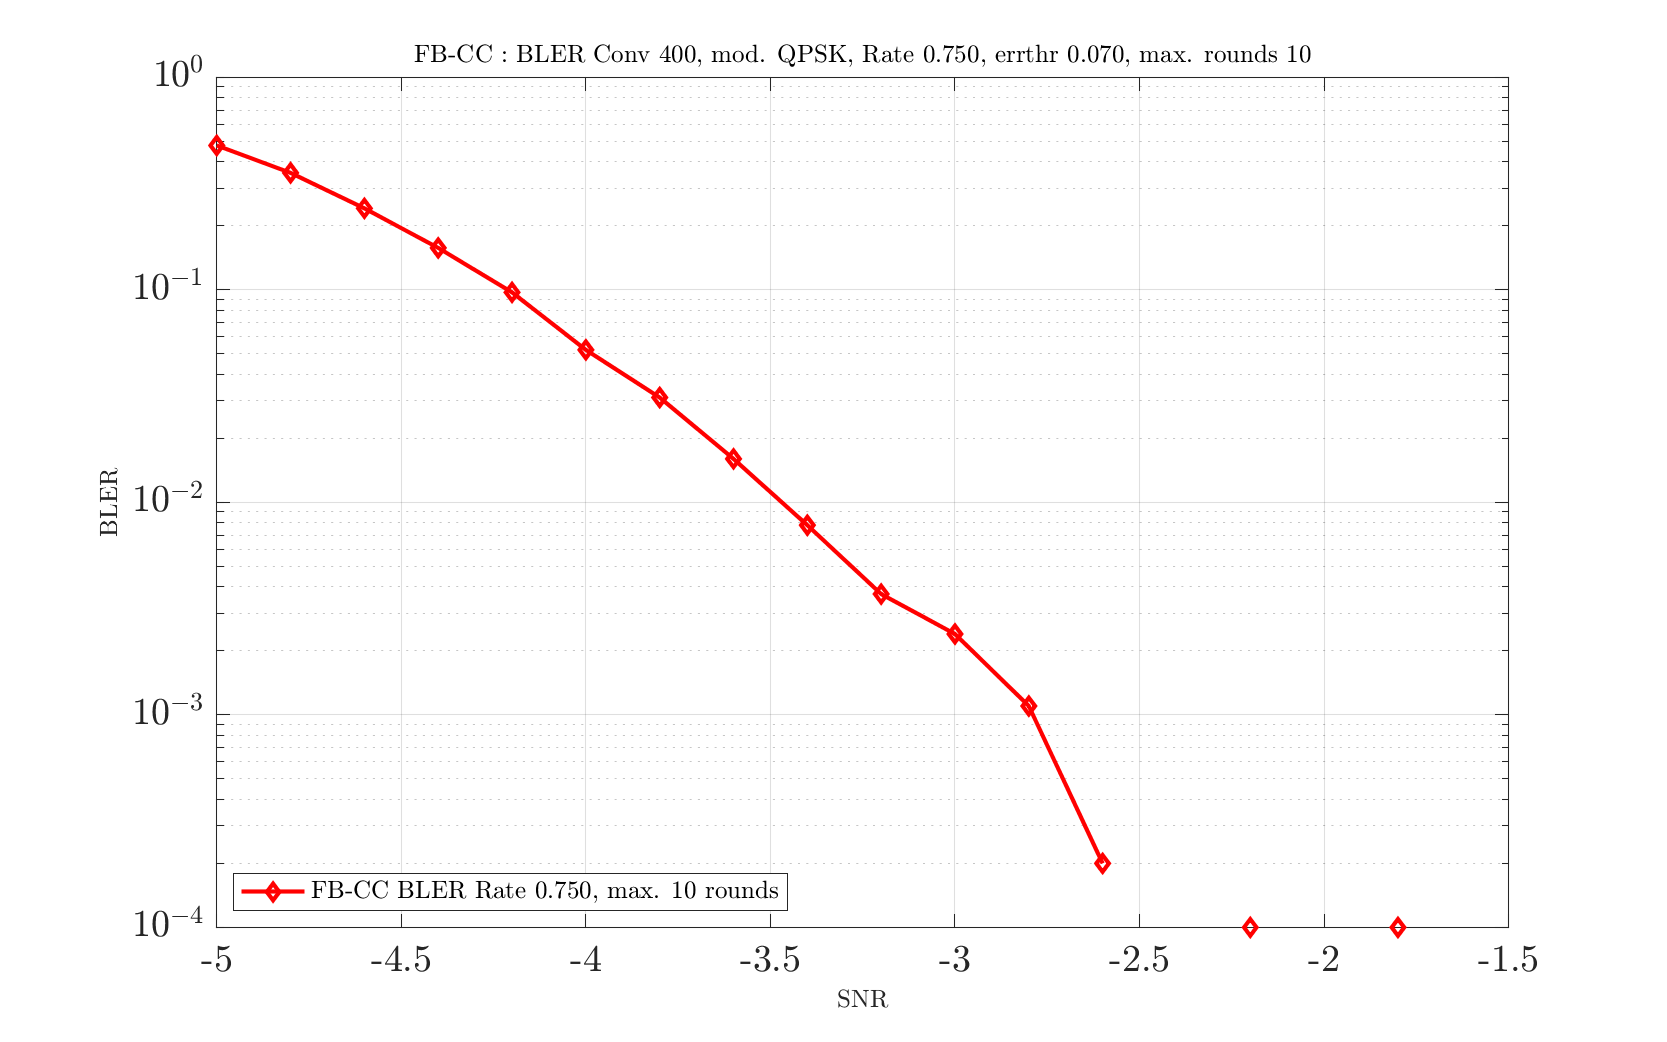 FB-CC : BLER Conv 400, mod. QPSK, Rate 0.750, errthr 0.070, max. rounds 10
10^0
10^-1
10^-2
10^-3
10^-4
BLER
FB-CC BLER Rate 0.750, max. 10 rounds
-5 -4.5 -4 -3.5 -3 -2.5 -2 -1.5
SNR